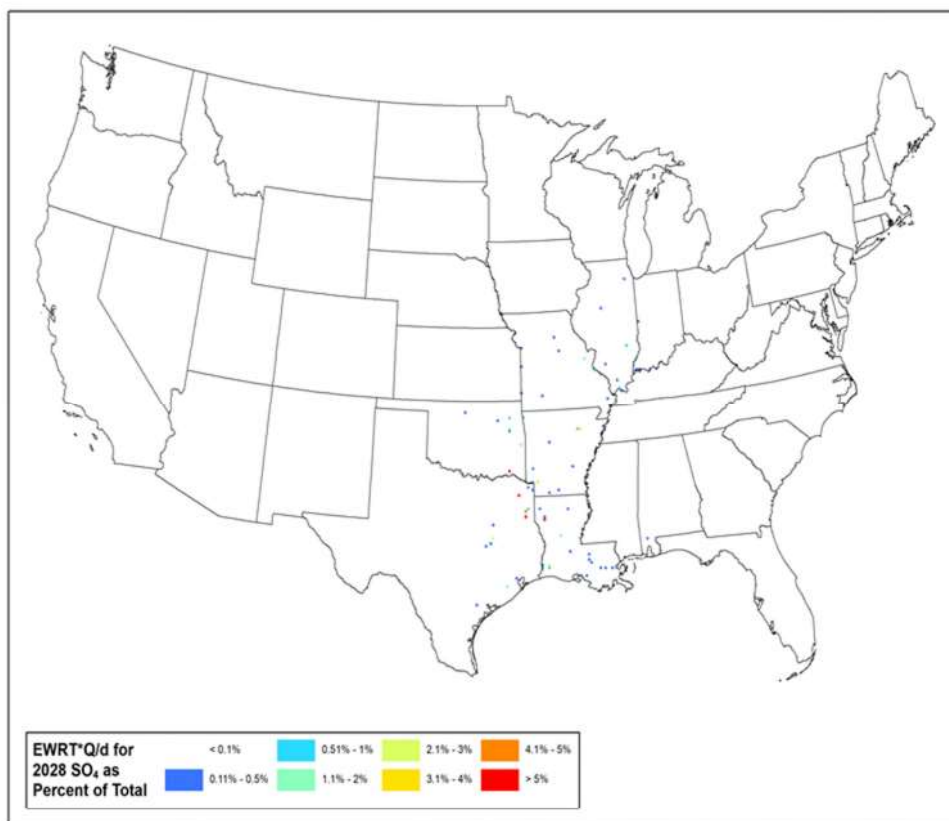 EWRT*Q/d for
2028 SO₄ as
Percent of Total
< 0.1%
0.51% - 1%
2.1% - 3%
4.1% - 5%
0.11% - 0.5%
1.1% - 2%
3.1% - 4%
> 5%